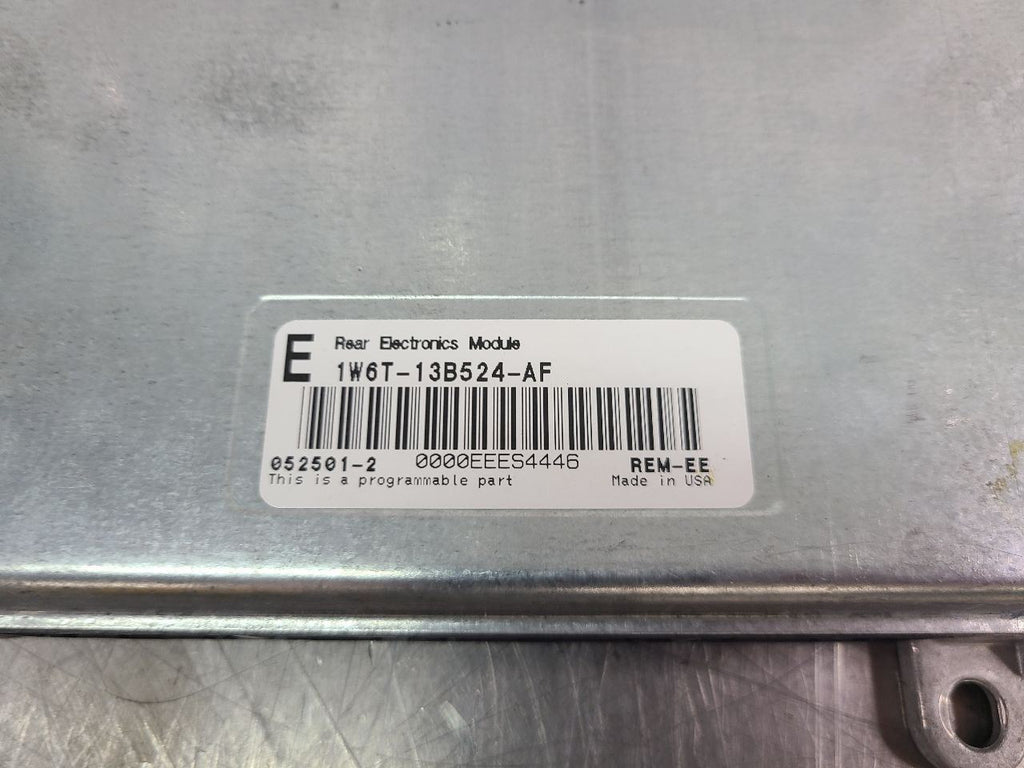 E Rear Electronics Module
1W6T-13B524-AF
052501-2 0000EEES4446 REM-EE
This is a programmable part Made in USA